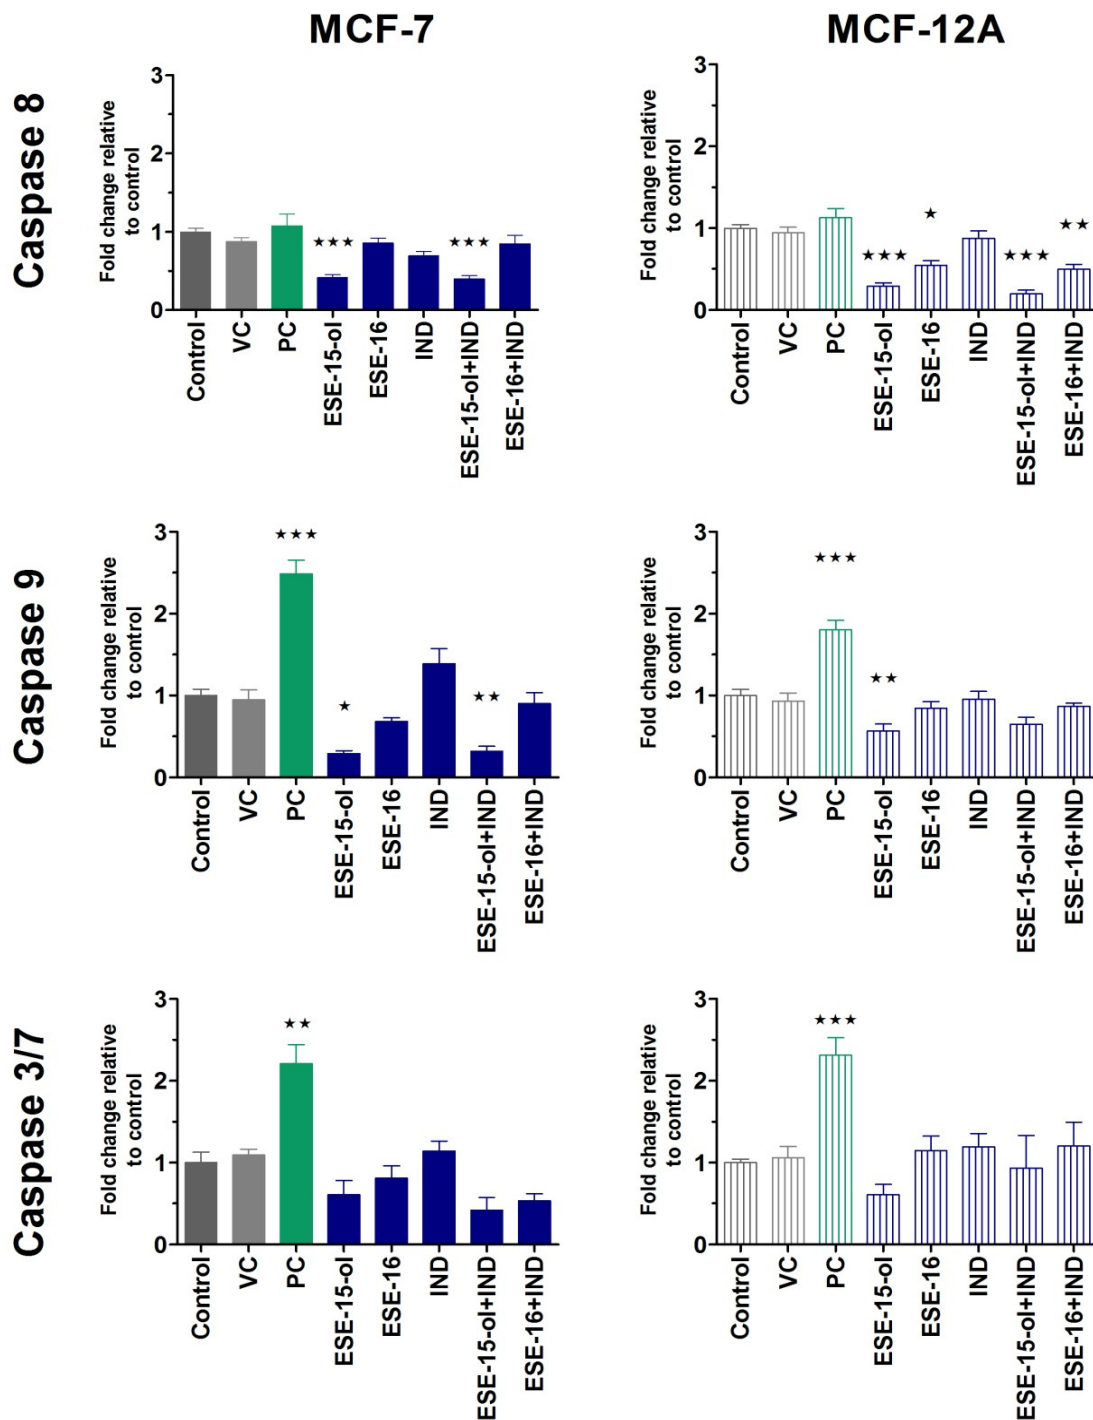 MCF-7
MCF-12A
Caspase 8
Fold change relative
to control
3
2
1
0
★★★
★★★
Control
VC
PC
ESE-15-ol
ESE-16
IND
ESE-15-ol+IND
ESE-16+IND
Fold change relative
to control
3
2
1
0
★★★
★
★★★
★★
Control
VC
PC
ESE-15-ol
ESE-16
IND
ESE-15-ol+IND
ESE-16+IND
Caspase 9
Fold change relative
to control
3
2
1
0
★★★
★
★★
Control
VC
PC
ESE-15-ol
ESE-16
IND
ESE-15-ol+IND
ESE-16+IND
Fold change relative
to control
3
2
1
0
★★★
★★
Control
VC
PC
ESE-15-ol
ESE-16
IND
ESE-15-ol+IND
ESE-16+IND
Caspase 3/7
Fold change relative
to control
3
2
1
0
★★
Control
VC
PC
ESE-15-ol
ESE-16
IND
ESE-15-ol+IND
ESE-16+IND
Fold change relative
to control
3
2
1
0
★★★
Control
VC
PC
ESE-15-ol
ESE-16
IND
ESE-15-ol+IND
ESE-16+IND